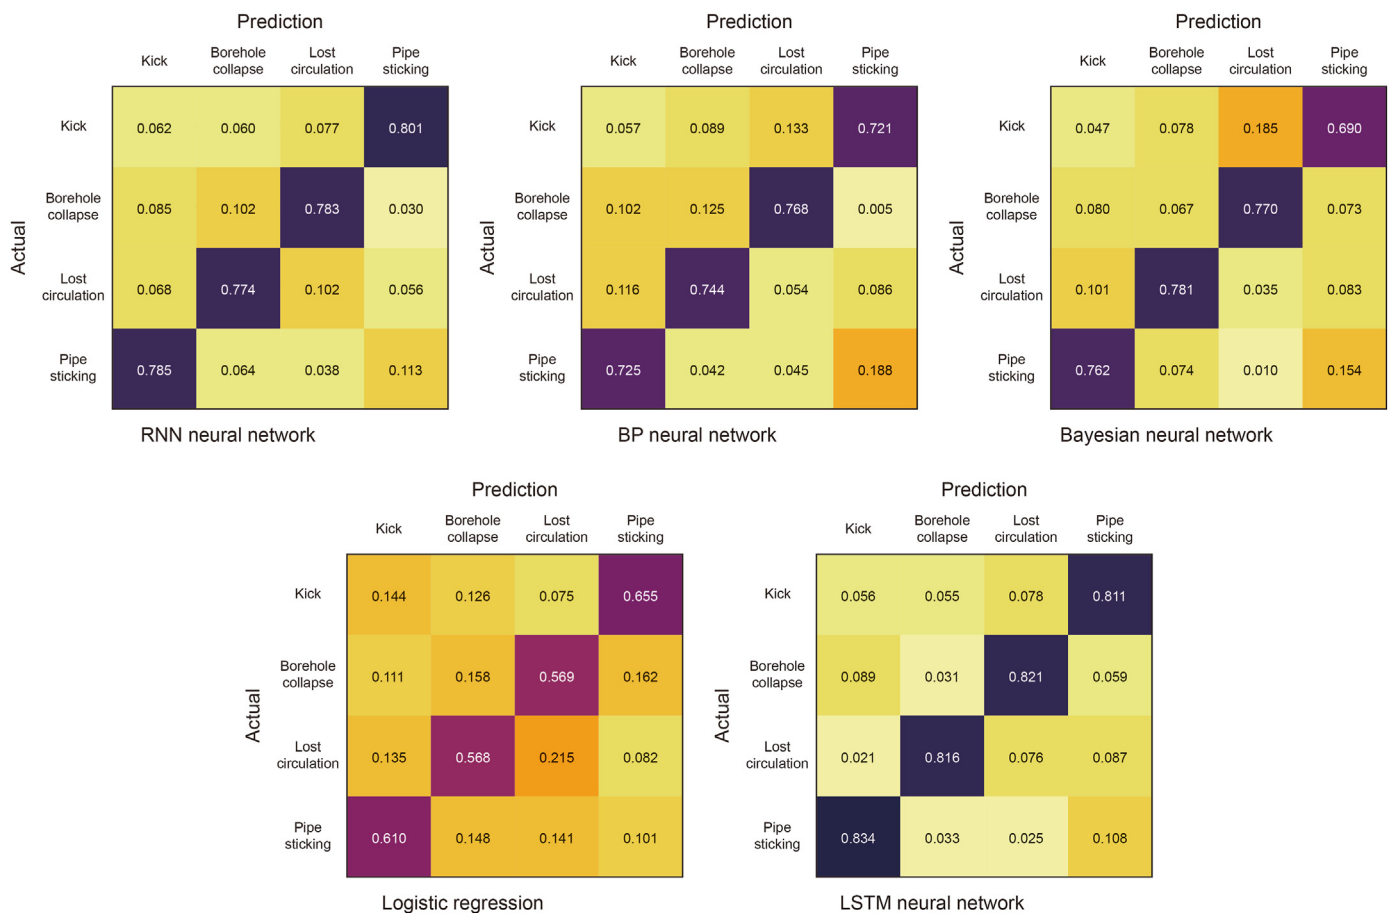 Prediction
Kick
Borehole
collapse
Lost
circulation
Pipe
sticking
Actual
Kick
0.062 0.060 0.077 0.801
Borehole
collapse
0.085 0.102 0.783 0.030
Lost
circulation
0.068 0.774 0.102 0.056
Pipe
sticking
0.785 0.064 0.038 0.113
RNN neural network
Prediction
Kick
Borehole
collapse
Lost
circulation
Pipe
sticking
Actual
Kick
0.057 0.089 0.133 0.721
Borehole
collapse
0.102 0.125 0.768 0.005
Lost
circulation
0.116 0.744 0.054 0.086
Pipe
sticking
0.725 0.042 0.045 0.188
BP neural network
Prediction
Kick
Borehole
collapse
Lost
circulation
Pipe
sticking
Actual
Kick
0.047 0.078 0.185 0.690
Borehole
collapse
0.080 0.067 0.770 0.073
Lost
circulation
0.101 0.781 0.035 0.083
Pipe
sticking
0.762 0.074 0.010 0.154
Bayesian neural network
Prediction
Kick
Borehole
collapse
Lost
circulation
Pipe
sticking
Actual
Kick
0.144 0.126 0.075 0.655
Borehole
collapse
0.111 0.158 0.569 0.162
Lost
circulation
0.135 0.568 0.215 0.082
Pipe
sticking
0.610 0.148 0.141 0.101
Logistic regression
Prediction
Kick
Borehole
collapse
Lost
circulation
Pipe
sticking
Actual
Kick
0.056 0.055 0.078 0.811
Borehole
collapse
0.089 0.031 0.821 0.059
Lost
circulation
0.021 0.816 0.076 0.087
Pipe
sticking
0.834 0.033 0.025 0.108
LSTM neural network